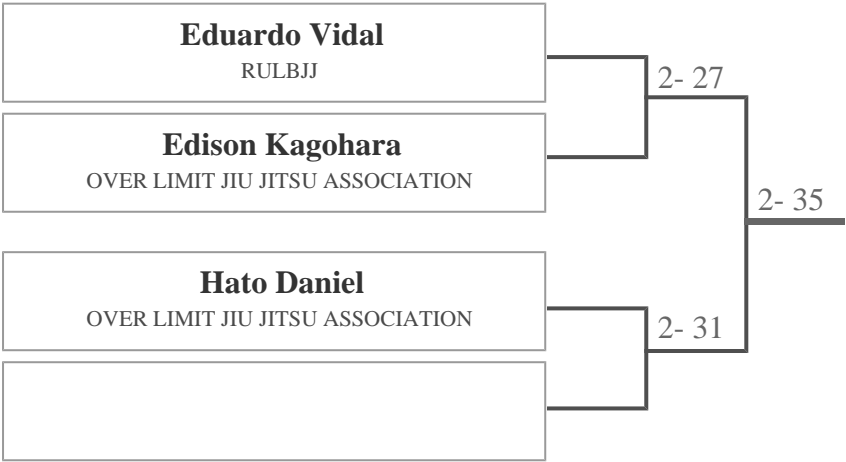 Eduardo Vidal
RULBJJ
2- 27
Edison Kagohara
OVER LIMIT JIU JITSU ASSOCIATION
2- 35
Hato Daniel
OVER LIMIT JIU JITSU ASSOCIATION
2- 31